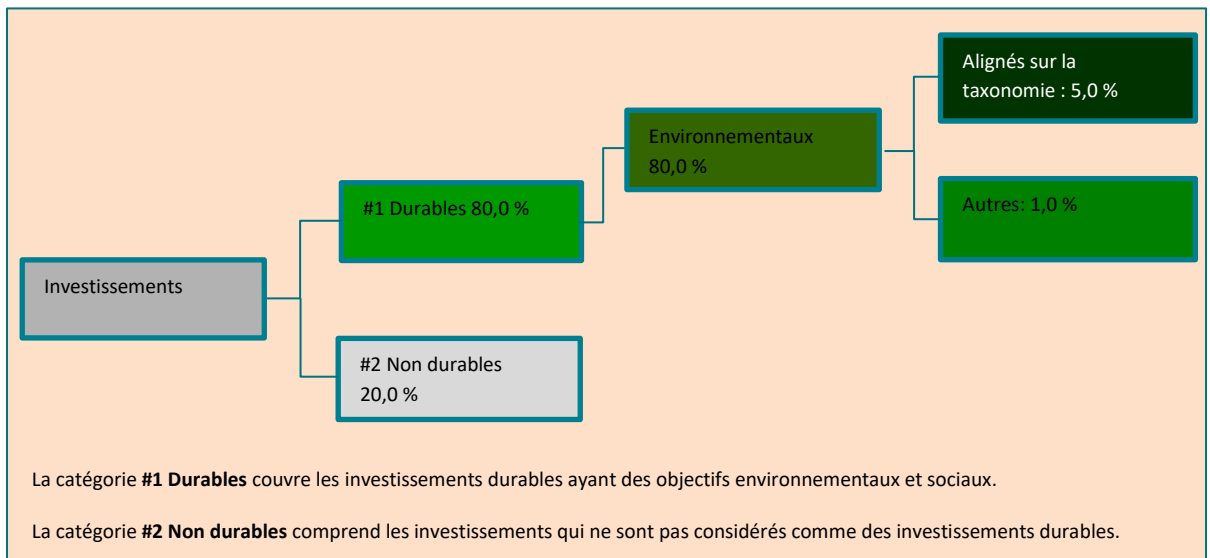 Alignés sur la
taxonomie : 5,0 %
Environnementaux
80,0 %
#1 Durables 80,0 %
Autres: 1,0 %
Investissements
#2 Non durables
20,0 %
La catégorie #1 Durables couvre les investissements durables ayant des objectifs environnementaux et sociaux.
La catégorie #2 Non durables comprend les investissements qui ne sont pas considérés comme des investissements durables.